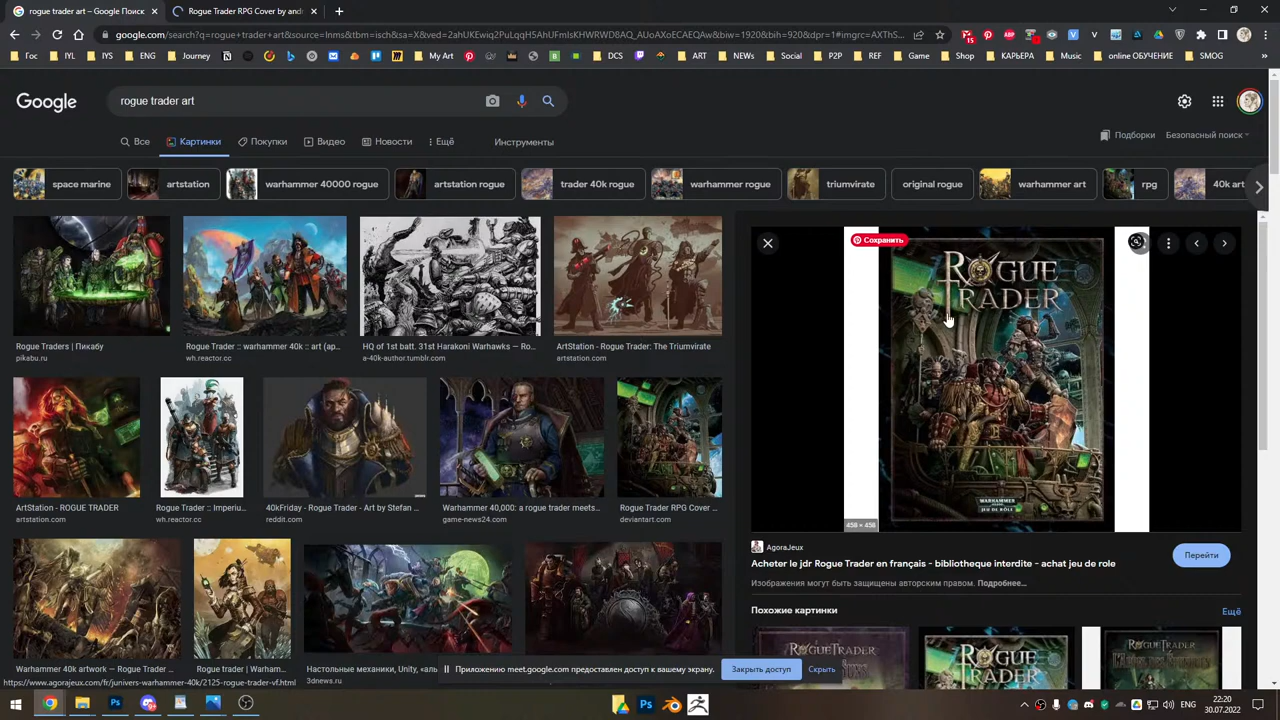 rogue trader art – Google Поиск
Rogue Trader RPG Cover by and
google.com/search?q=rogue+trader+art&source=lnms&tbm=isch&sa=X&ved=2ahUKEwiq2PuLqqH5AhUFmIsKHWRWD8AQ_AUoAXoECAEQAw&biw=1920&bih=920&dpr=1#imgrc=AXThS...
Гос
IYL
IYS
ENG
Journey
My Art
DCS
ART
NEWs
Social
P2P
REF
Game
Shop
КАРЬЕРА
Music
online ОБУЧЕНИЕ
SMOG
Google
rogue trader art
Все
Картинки
Покупки
Видео
Новости
Ещё
Инструменты
Подборки
Безопасный поиск
space marine
artstation
warhammer 40000 rogue
artstation rogue
trader 40k rogue
warhammer rogue
triumvirate
original rogue
warhammer art
rpg
40k art
Сохранить
ROGUE
TRADER
WARHAMMER
JEU DE RÔLE
458 × 458
Rogue Traders | Пикабу
pikabu.ru
Rogue Trader :: warhammer 40k :: art (ap...
wh.reactor.cc
HQ of 1st batt. 31st Harakoni Warhawks — Ro...
a-40k-author.tumblr.com
ArtStation - Rogue Trader: The Triumvirate
artstation.com
ArtStation - ROGUE TRADER
artstation.com
Rogue Trader :: Imperiu...
wh.reactor.cc
40kFridge - Rogue Trader - Art by Stefan ...
reddit.com
Warhammer 40,000: a rogue trader meets...
game-news24.com
Rogue Trader RPG Cover ...
deviantart.com
AgoraJeux
Перейти
Acheter le jdr Rogue Trader en français - bibliotheque interdite - achat jeu de role
Изображения могут быть защищены авторским правом. Подробнее...
Похожие картинки
Ещё
ROGUE TRADER
ROGUE
TRADER
ROGUE TRADER
Warhammer 40k artwork — Rogue Trader ...
Rogue trader | Warham...
Настольные механики, Unity, «аль
3dnews.ru
https://www.agorajeux.com/fr/junivers-warhammer-40k/2125-rogue-trader-vf.html
Приложению meet.google.com предоставлен доступ к вашему экрану.
Закрыть доступ
Скрыть
22:20
30.07.2022